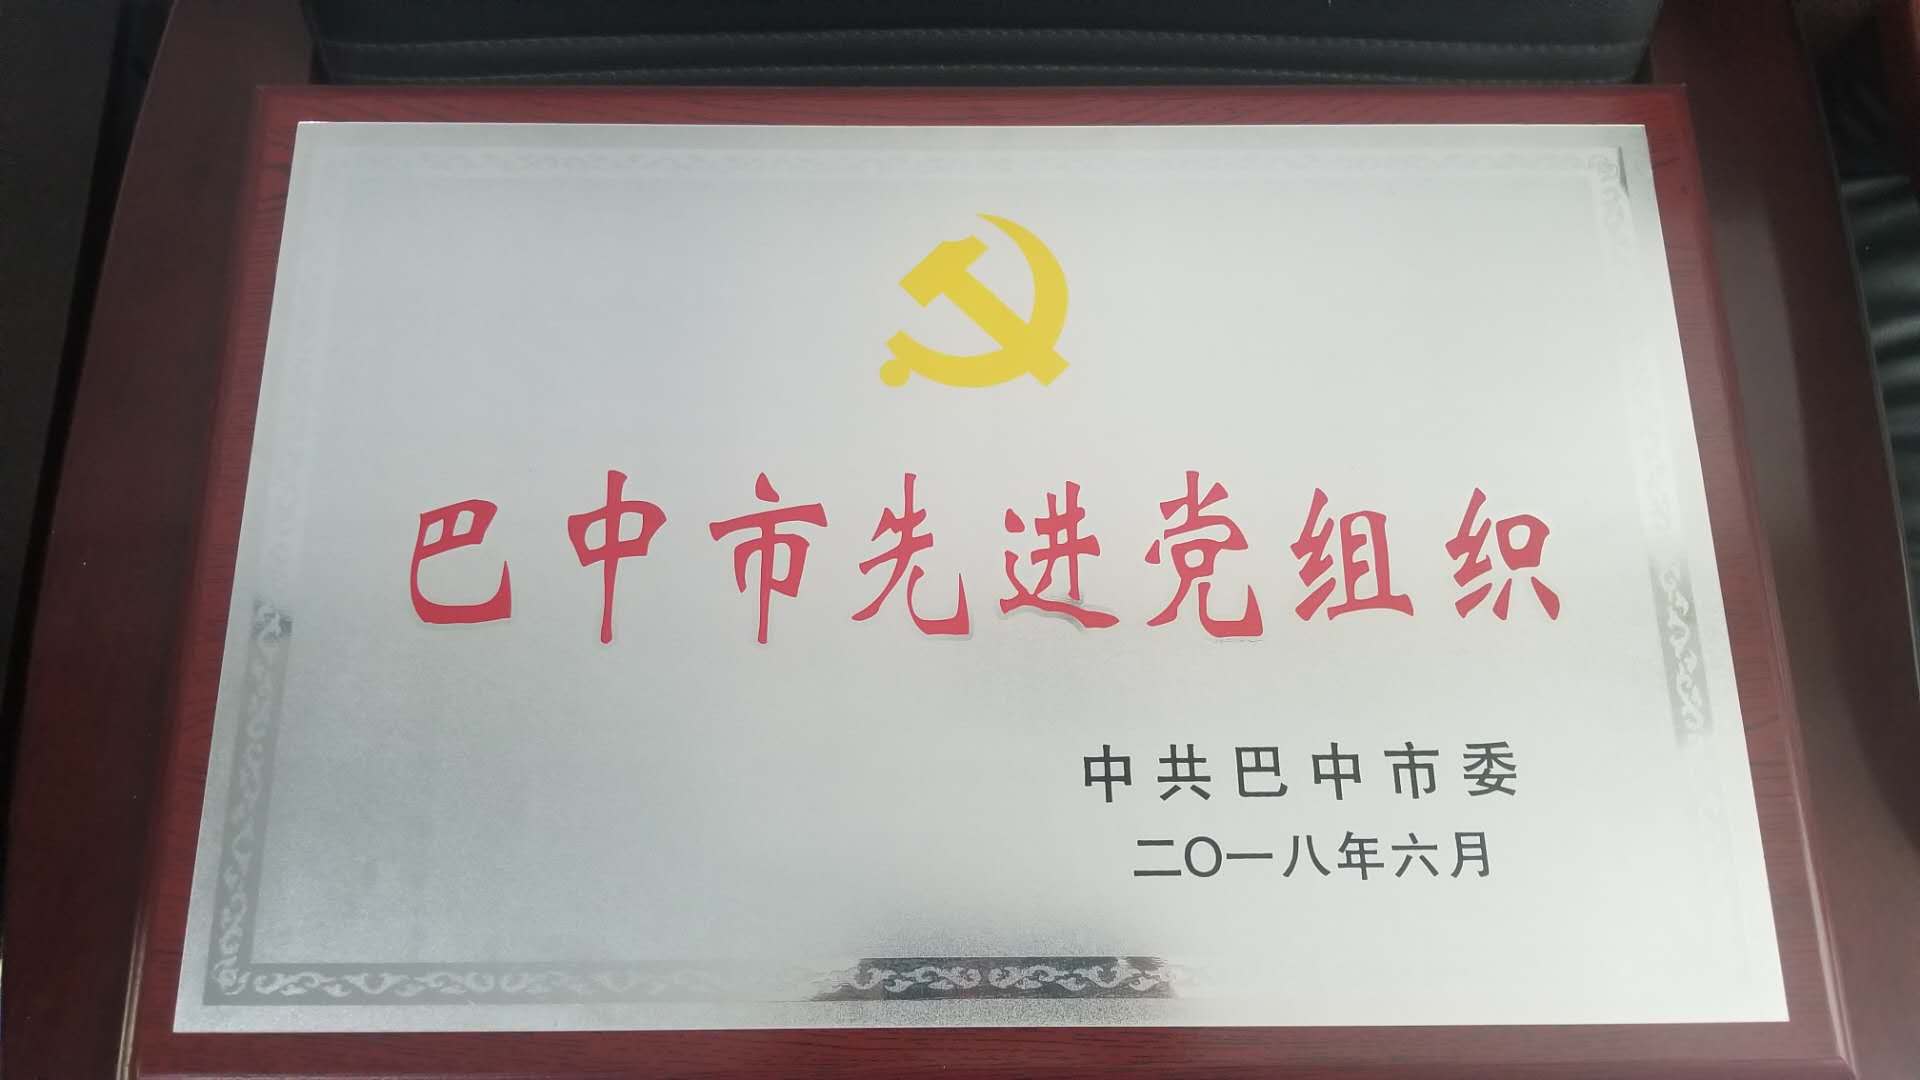 巴中市先进党组织
中共巴中市委
二〇一八年六月